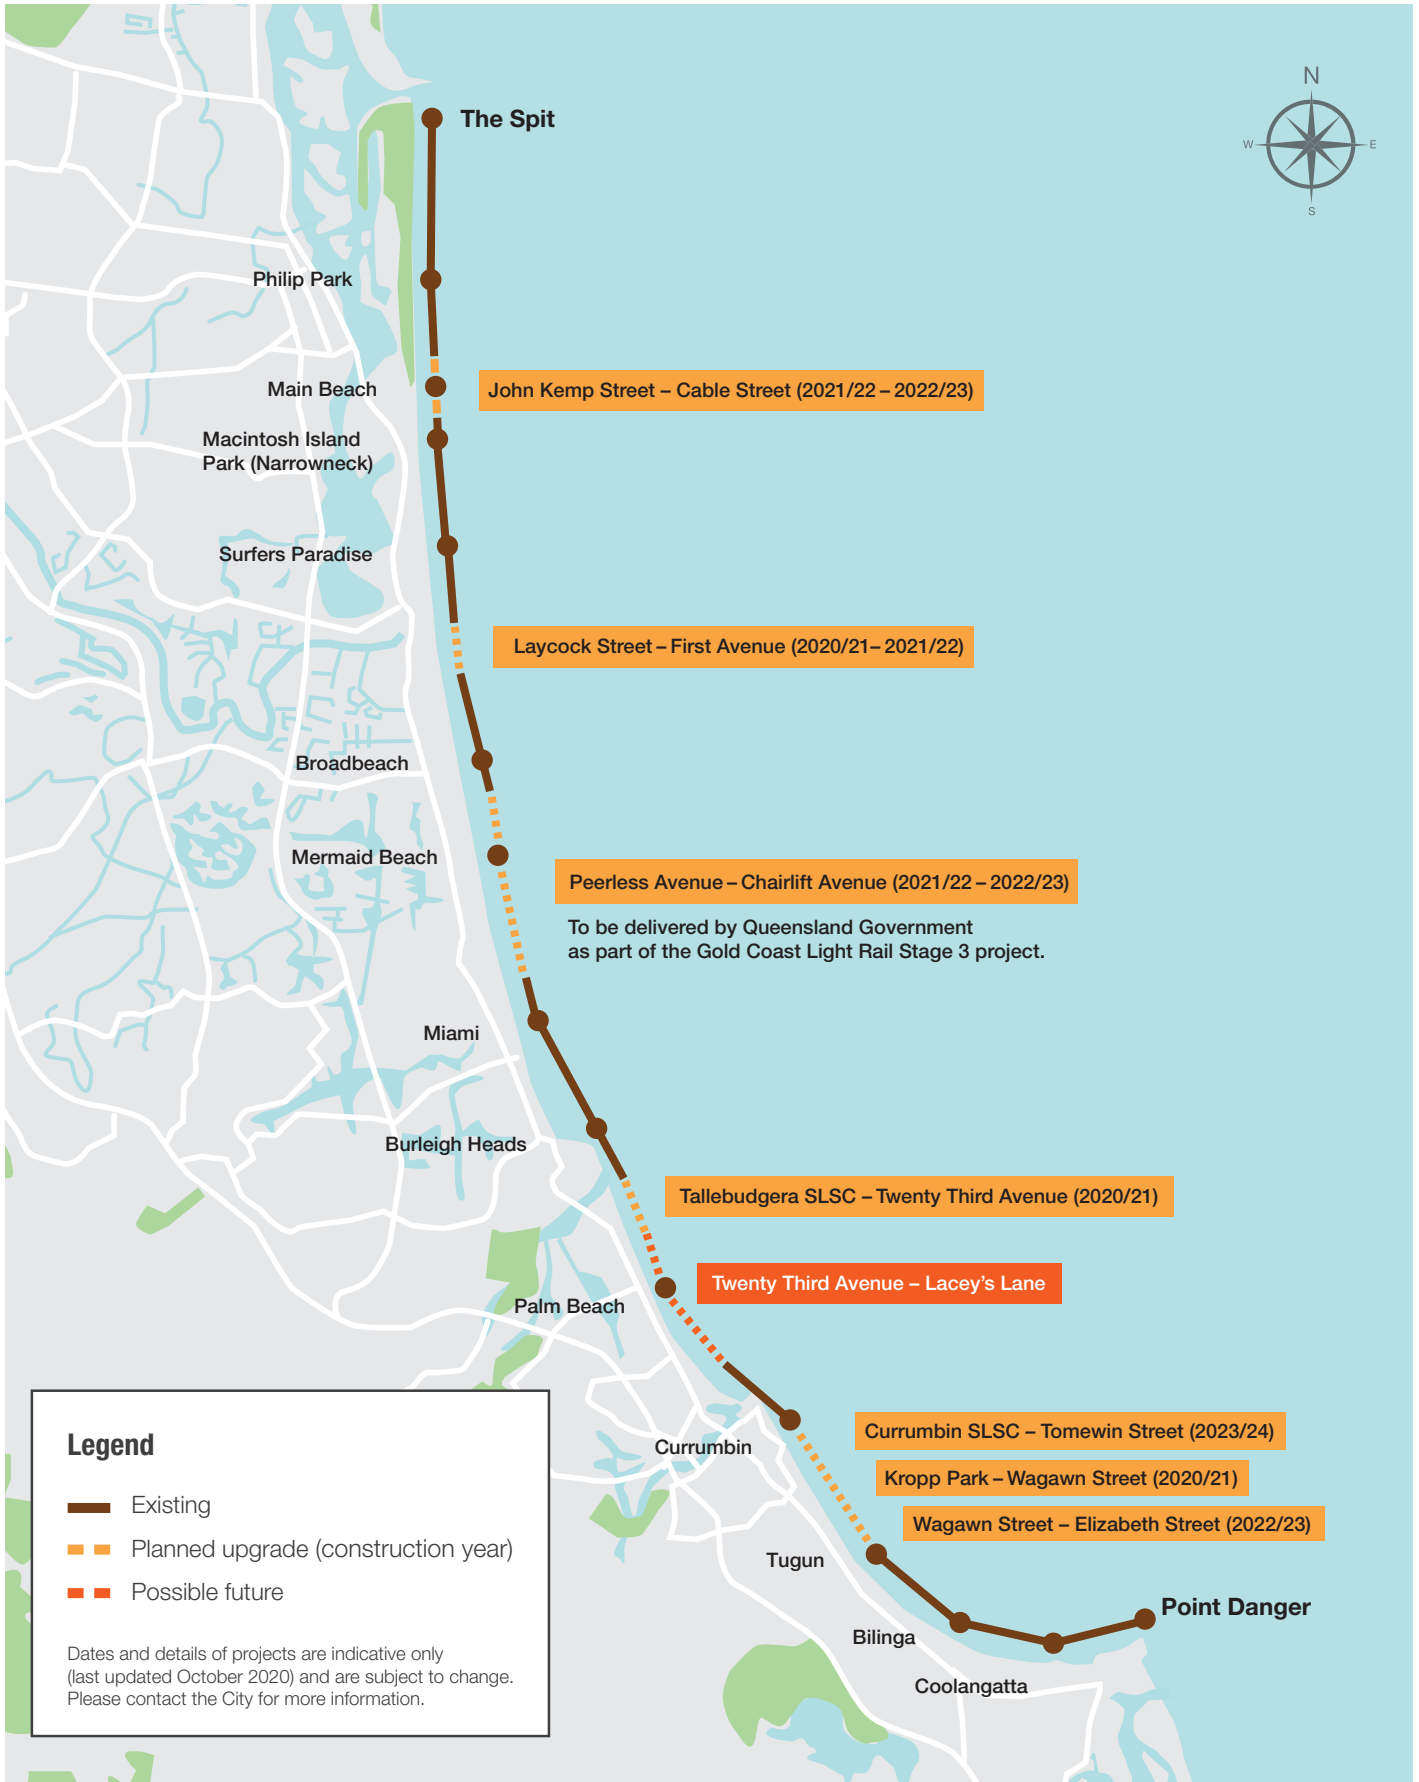 N
W
E
S
The Spit
Philip Park
Main Beach
John Kemp Street – Cable Street (2021/22 – 2022/23)
Macintosh Island
Park (Narrowneck)
Surfers Paradise
Laycock Street – First Avenue (2020/21– 2021/22)
Broadbeach
Mermaid Beach
Peerless Avenue – Chairlift Avenue (2021/22 – 2022/23)
To be delivered by Queensland Government
as part of the Gold Coast Light Rail Stage 3 project.
Miami
Burleigh Heads
Tallebudgera SLSC – Twenty Third Avenue (2020/21)
Twenty Third Avenue – Lacey’s Lane
Palm Beach
Currumbin SLSC – Tomewin Street (2023/24)
Currumbin
Kropp Park – Wagawn Street (2020/21)
Wagawn Street – Elizabeth Street (2022/23)
Tugun
Point Danger
Bilinga
Coolangatta
Legend
Existing
Planned upgrade (construction year)
Possible future
Dates and details of projects are indicative only
(last updated October 2020) and are subject to change.
Please contact the City for more information.